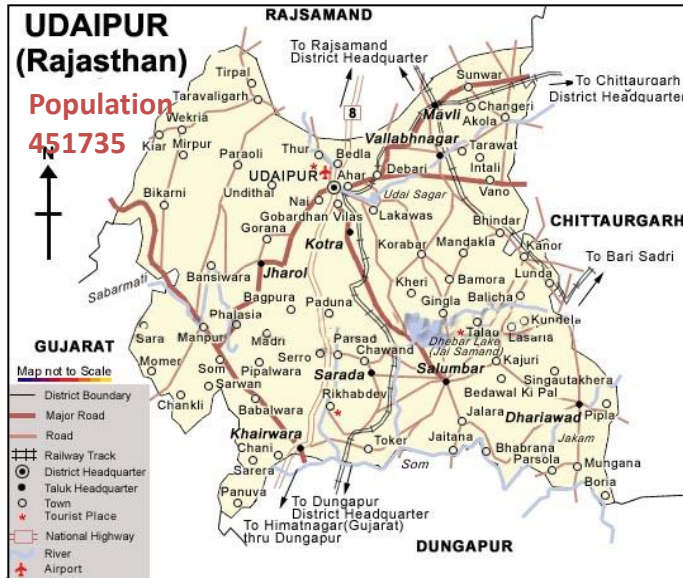 RAJSAMAND
UDAIPUR
(Rajasthan)
Population
451735
To Rajsamand
District Headquarter
To Chittaurgarh
District Headquarter
8
Tirpal
Taravaligarh
Wekria
Kiar
Mirpur
Paraoli
Thur
Bedla
UDAIPUR
Ahar
Debari
Sunwar
Mavli
Changeri
Akola
Vallabhnagar
Tarawat
Intali
Vano
N
Bikarni
Undithal
Nai
Gobardhan Vilas
Udai Sagar
Lakawas
Bhindar
CHITTAURGARH
Gorana
Kotra
Korabar
Mandakla
Kanor
To Bari Sadri
Lunda
Sabarmati
Bansiwara
Jharol
Kheri
Bamora
Balicha
Bagpura
Paduna
Gingla
Phalasia
Kundela
Talau
Lasaria
Dhebar Lake
(Jai Samand)
GUJARAT
Sara
Manpur
Madri
Parsad
Serro
Chawand
Kajuri
Momer
Som
Pipalwara
Sarada
Salumbar
Singautakhera
Map not to Scale
Sarwan
Rikhabdev
Bedawal Ki Pal
Chankli
Babalwara
Jalara
Dhariawad
Pipla
Khairwara
Toker
Jaitana
Jakam
Chani
Sarera
Som
Bhabrana
Parsola
Mungana
Boria
Panuva
To Dungapur
District Headquarter
To Himatnagar(Gujarat)
thru Dungapur
DUNGAPUR
District Boundary
Major Road
Road
Railway Track
District Headquarter
Taluk Headquarter
Town
Tourist Place
National Highway
River
Airport